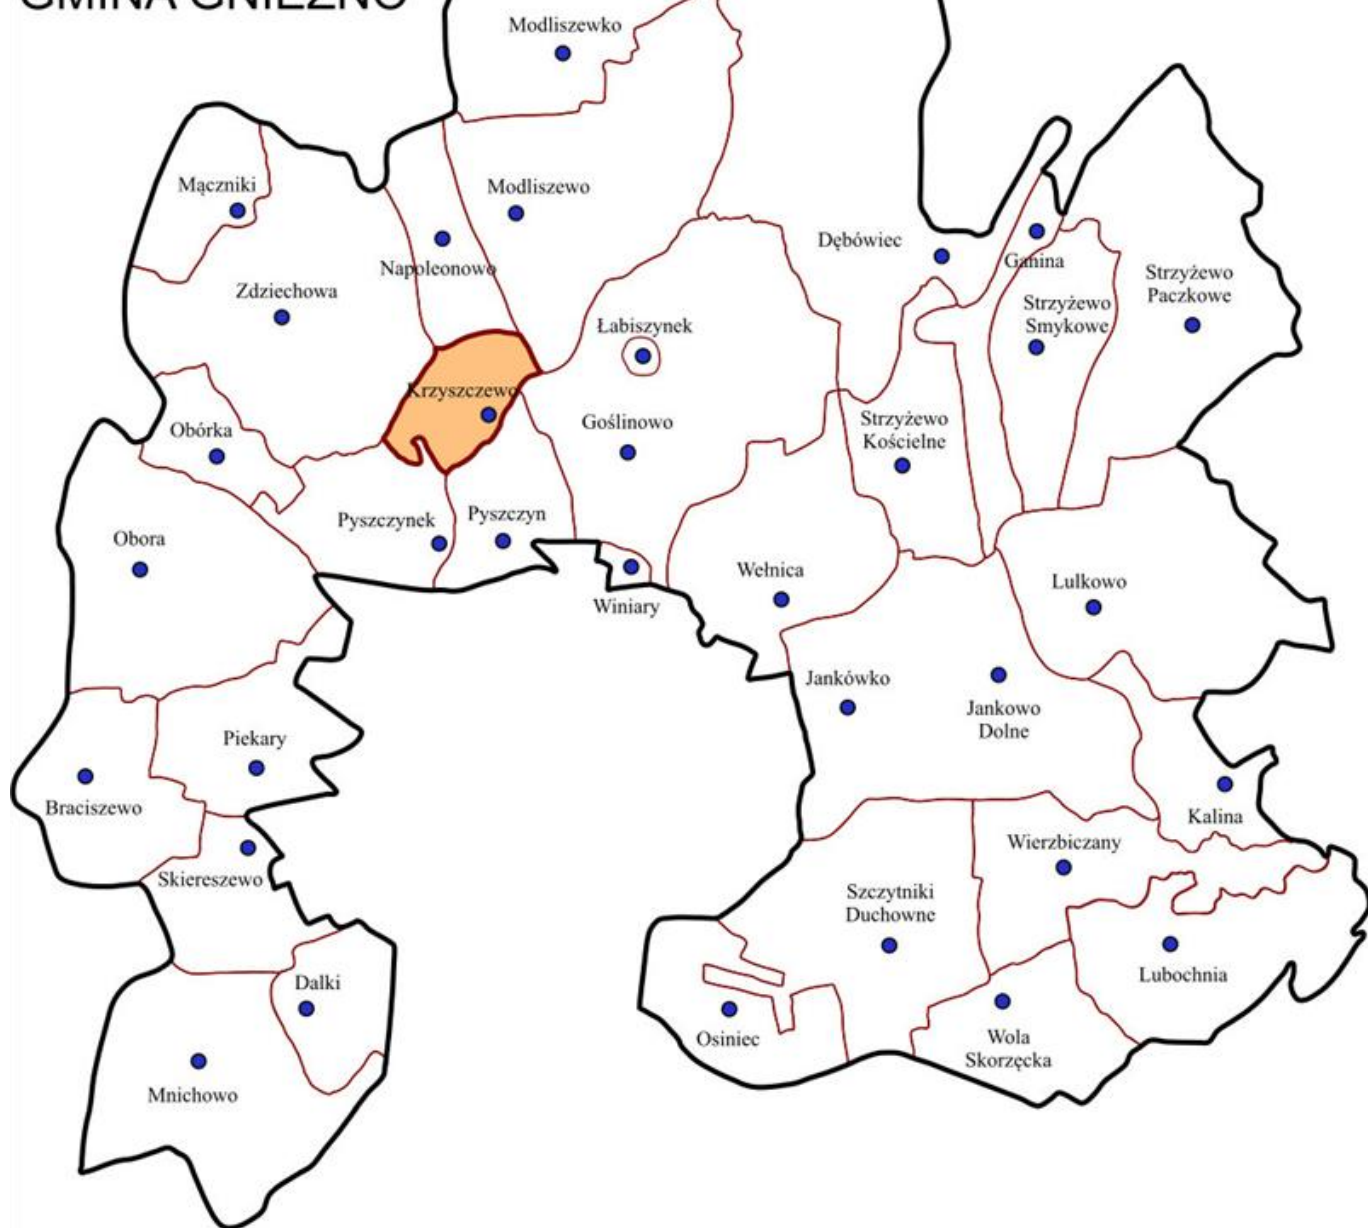 GMINA GNIEZNO
Modliszewko
Mączniki
Modliszewo
Dębówiec
Napoleonowo
Ganina
Zdziechowa
Strzyżewo
Paczkowe
Strzyżewo
Smykowe
Łabiszynek
Krzyszczewo
Goślinowo
Strzyżewo
Kościelne
Obórka
Pyszczynek
Pyszczyn
Obora
Wełnica
Lulkowo
Winiary
Jankówko
Jankowo
Dolne
Piekary
Braciszewo
Kalina
Wierzbiczany
Skiereszewo
Szczytniki
Duchowne
Lubochnia
Dalki
Osiniec
Wola
Skorzęcka
Mnichowo